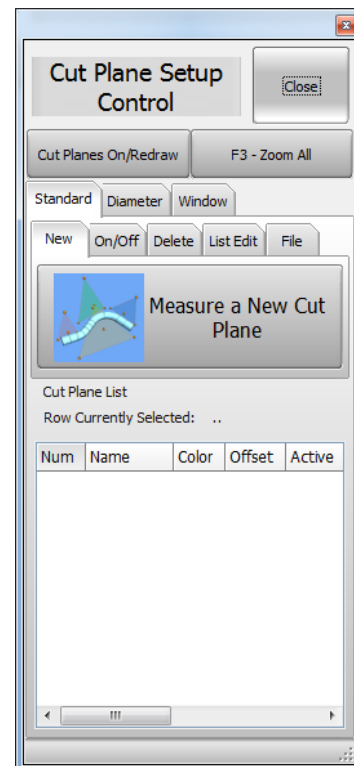 Cut Plane Setup
Control
Close
Cut Planes On/Redraw
F3 - Zoom All
Standard Diameter Window
New On/Off Delete List Edit File
Measure a New Cut
Plane
Cut Plane List
Row Currently Selected: ..
Num Name Color Offset Active